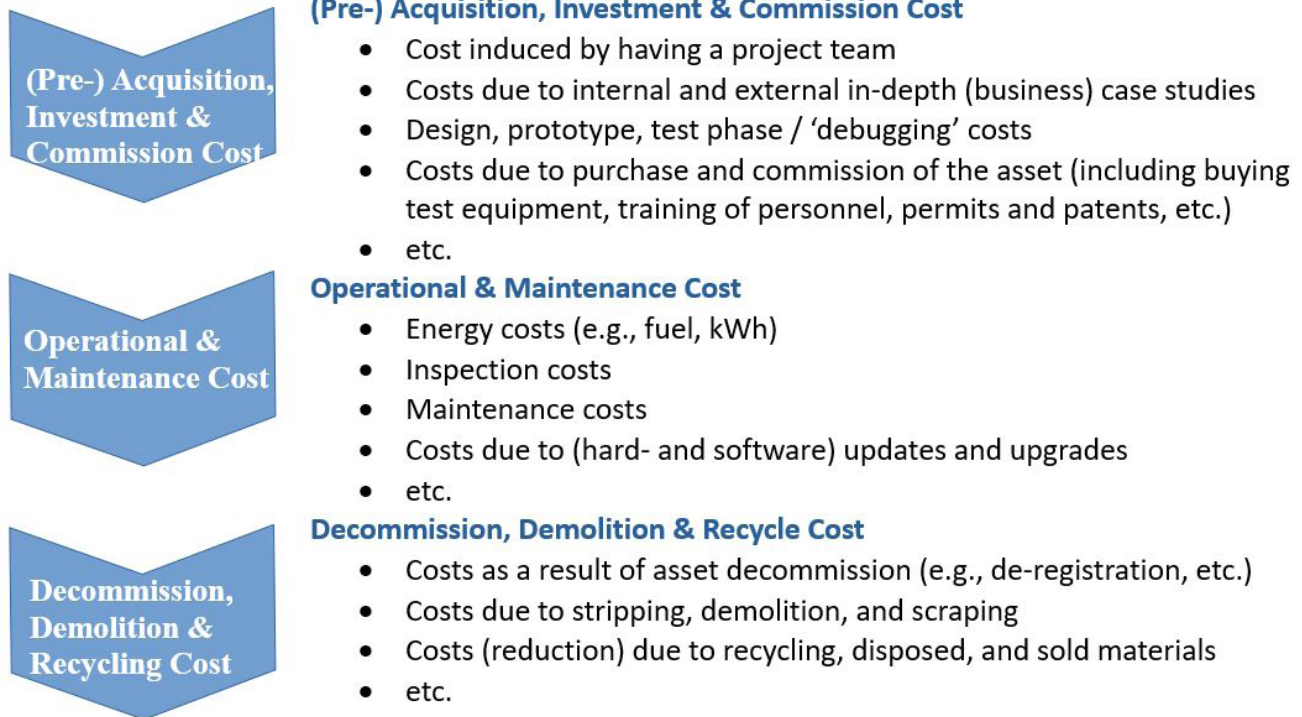 (Pre-) Acquisition,
Investment &
Commission Cost
(Pre-) Acquisition, Investment & Commission Cost
• Cost induced by having a project team
• Costs due to internal and external in-depth (business) case studies
• Design, prototype, test phase / ‘debugging’ costs
• Costs due to purchase and commission of the asset (including buying
test equipment, training of personnel, permits and patents, etc.)
• etc.
Operational &
Maintenance Cost
Operational & Maintenance Cost
• Energy costs (e.g., fuel, kWh)
• Inspection costs
• Maintenance costs
• Costs due to (hard- and software) updates and upgrades
• etc.
Decommission,
Demolition &
Recycling Cost
Decommission, Demolition & Recycle Cost
• Costs as a result of asset decommission (e.g., de-registration, etc.)
• Costs due to stripping, demolition, and scraping
• Costs (reduction) due to recycling, disposed, and sold materials
• etc.